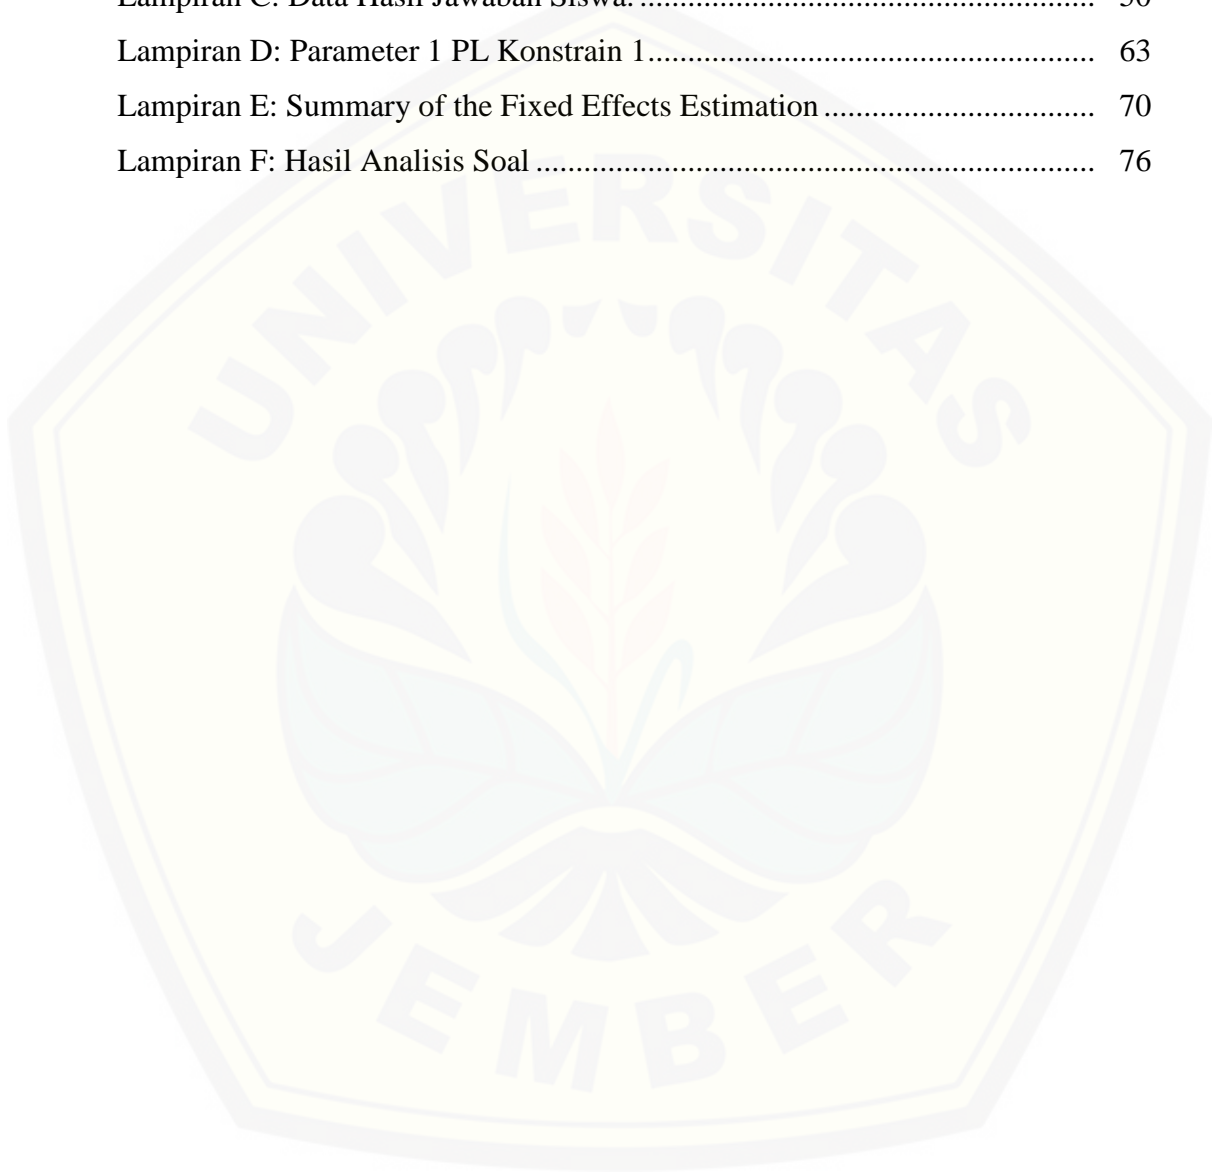 Lampiran C: Data Hasil Jawaban Siswa. ........................................................
Lampiran D: Parameter 1 PL Konstrain 1........................................................ 63
Lampiran E: Summary of the Fixed Effects Estimation .................................. 70
Lampiran F: Hasil Analisis Soal ...................................................................... 76
UNIVERSITAS
JEMBER